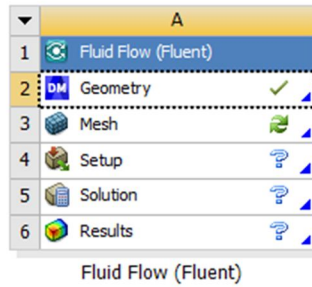 A
1 Fluid Flow (Fluent)
2 DM Geometry
3 Mesh
4 Setup ?
5 Solution ?
6 Results ?
Fluid Flow (Fluent)